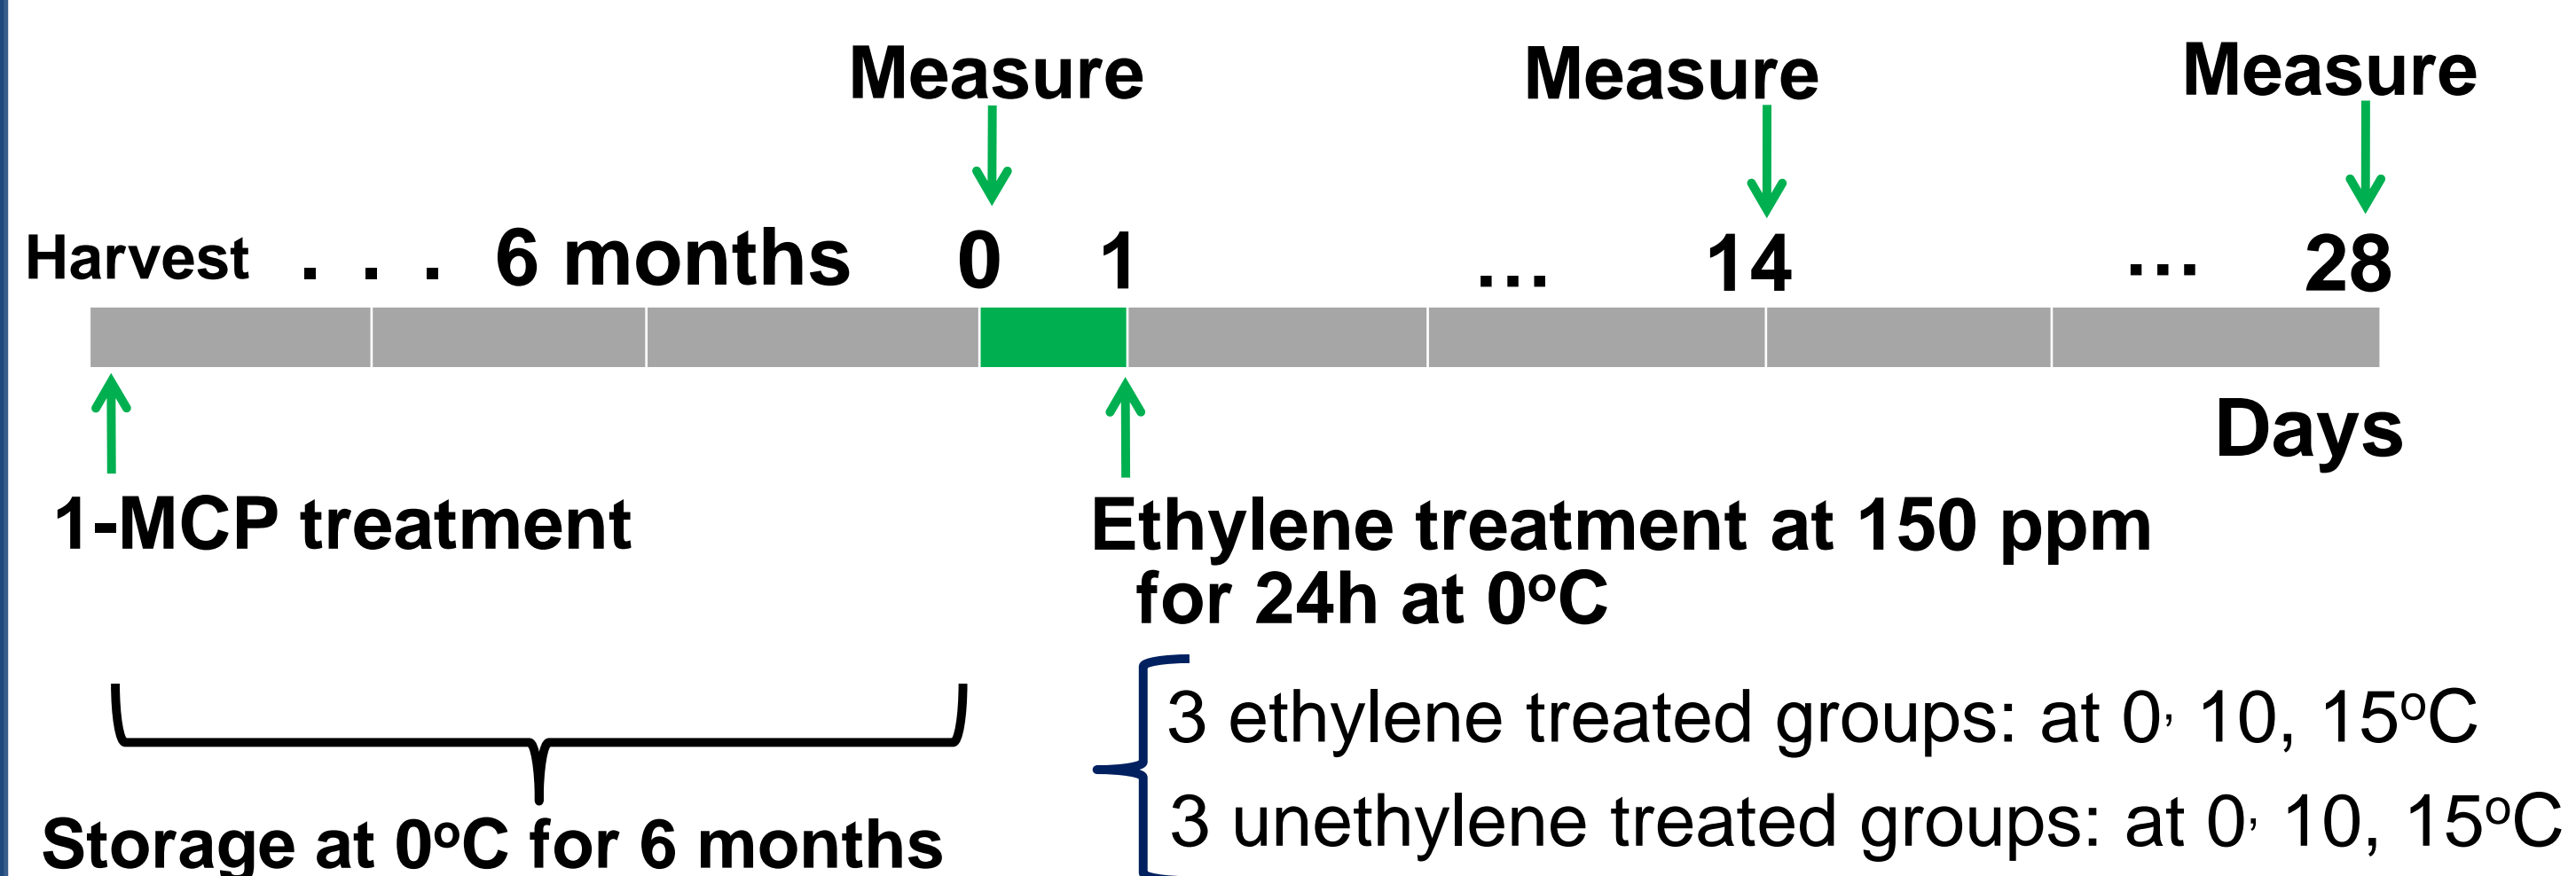 Measure Measure Measure
Harvest . . . 6 months 0 1 ... 14 ... 28
Days
1-MCP treatment
Ethylene treatment at 150 ppm
for 24h at 0ºC
3 ethylene treated groups: at 0, 10, 15ºC
3 unethylene treated groups: at 0, 10, 15ºC
Storage at 0ºC for 6 months